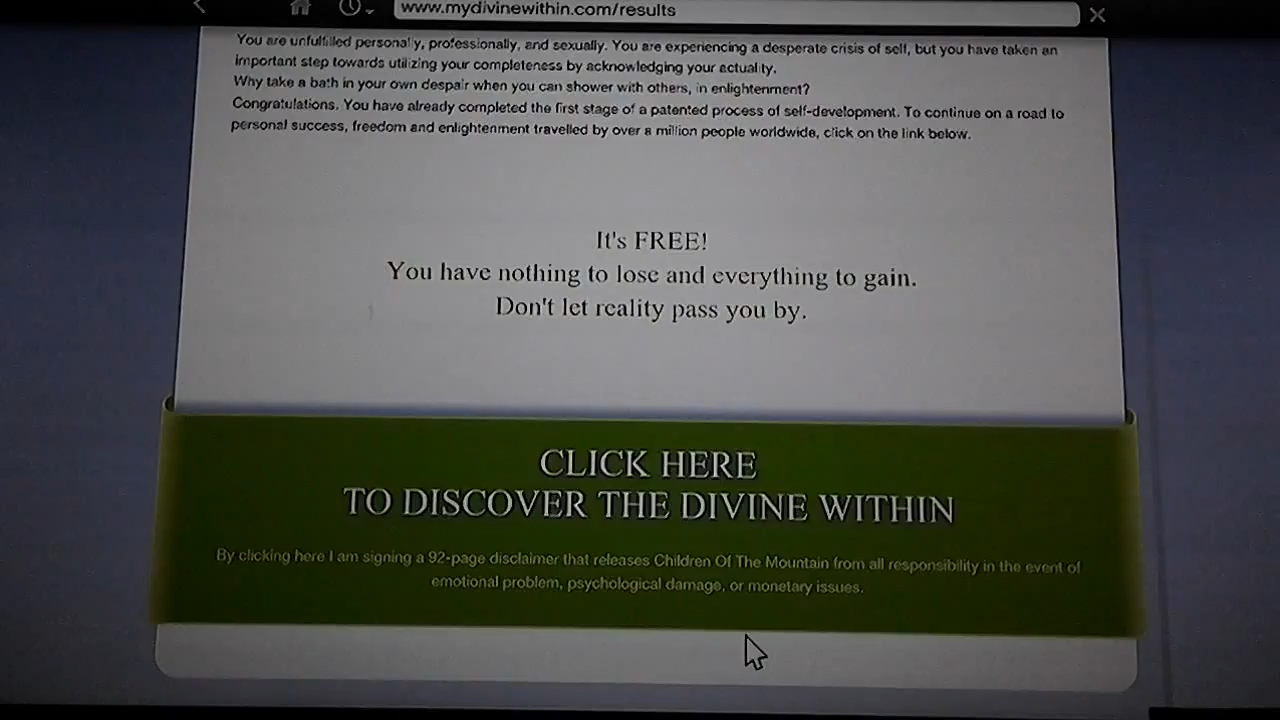 www.mydivinewithin.com/results
You are unfulfilled personally, professionally, and sexually. You are experiencing a desperate crisis of self, but you have taken an
important step towards utilizing your completeness by acknowledging your actuality.
Why take a bath in your own despair when you can shower with others, in enlightenment?
Congratulations. You have already completed the first stage of a patented process of self-development. To continue on a road to
personal success, freedom and enlightenment travelled by over a million people worldwide, click on the link below.
It's FREE!
You have nothing to lose and everything to gain.
Don't let reality pass you by.
CLICK HERE
TO DISCOVER THE DIVINE WITHIN
By clicking here I am signing a 92-page disclaimer that releases Children Of The Mountain from all responsibility in the event of
emotional problem, psychological damage, or monetary issues.